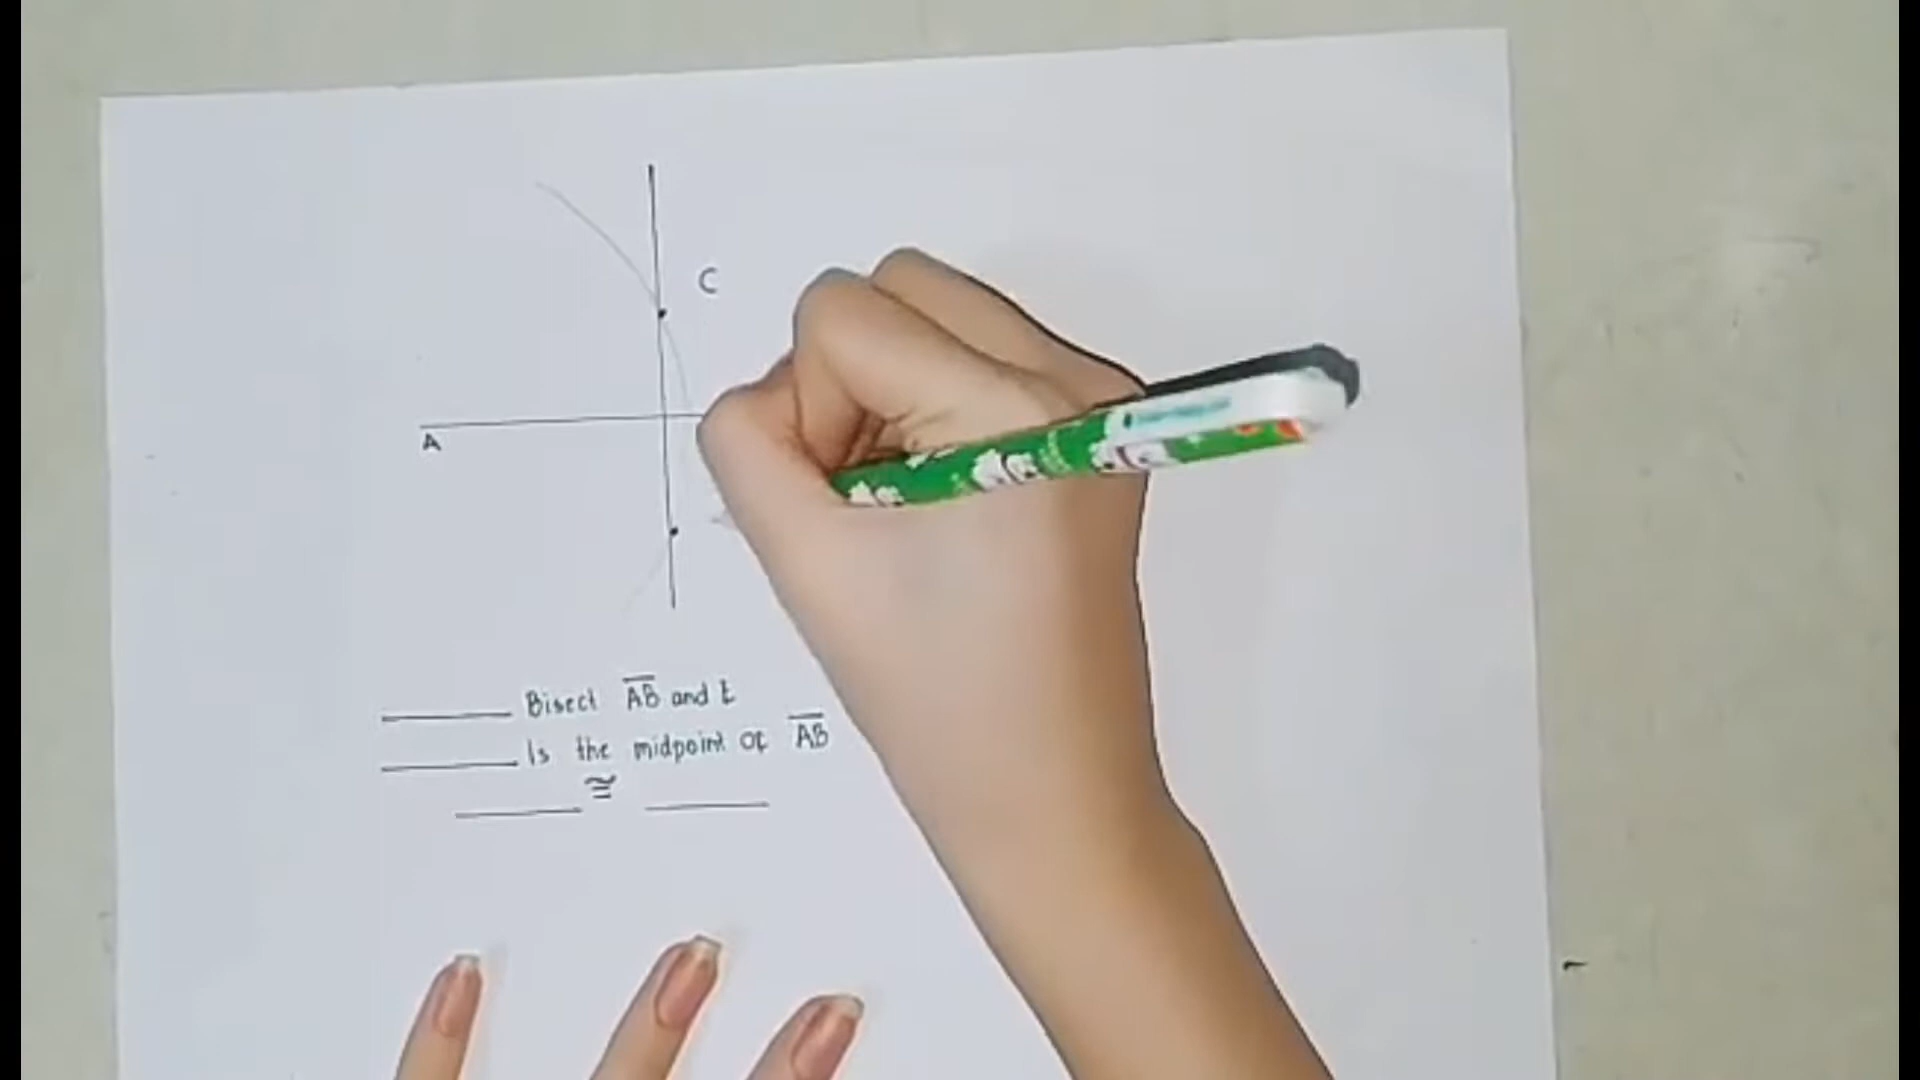 C
A
Bisect AB and E
Is the midpoint of AB
≅